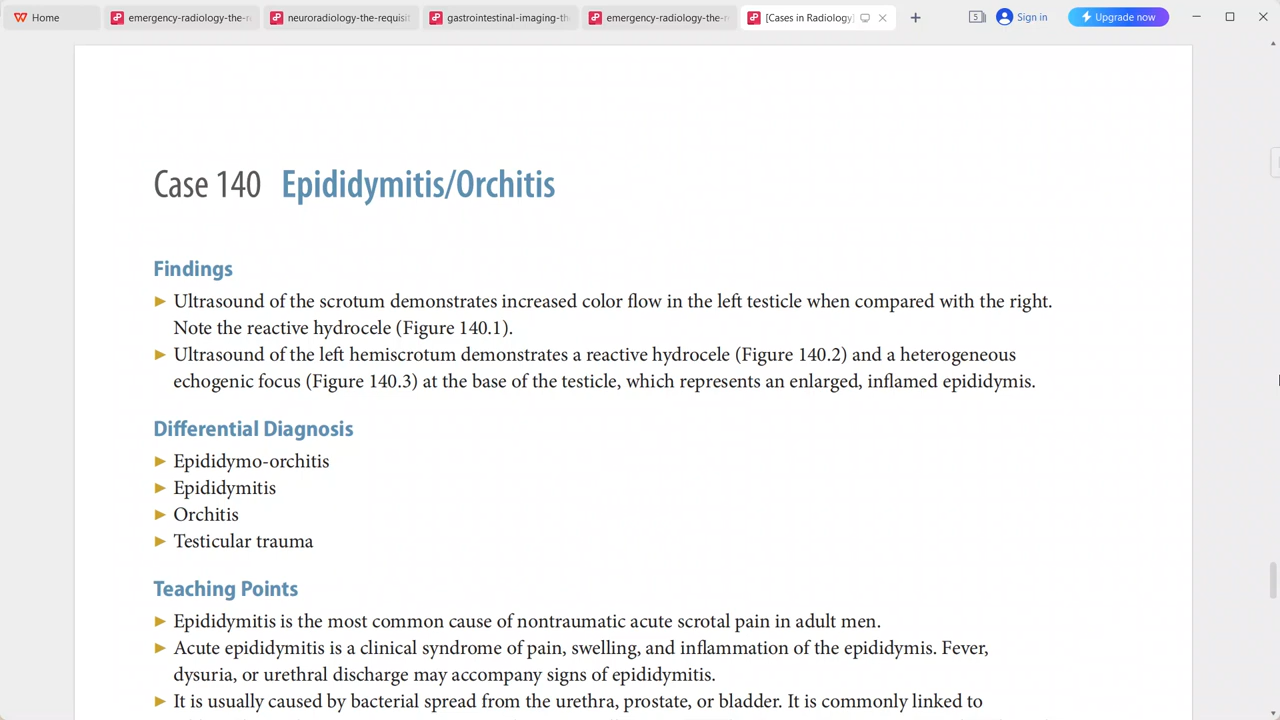 Home
emergency-radiology-the-r
neuroradiology-the-requisit
gastrointestinal-imaging-th
emergency-radiology-the-r
[Cases in Radiology]
5
Sign in
Upgrade now
Case 140 Epididymitis/Orchitis
Findings
► Ultrasound of the scrotum demonstrates increased color flow in the left testicle when compared with the right.
Note the reactive hydrocele (Figure 140.1).
► Ultrasound of the left hemiscrotum demonstrates a reactive hydrocele (Figure 140.2) and a heterogeneous
echogenic focus (Figure 140.3) at the base of the testicle, which represents an enlarged, inflamed epididymis.
Differential Diagnosis
► Epididymo-orchitis
► Epididymitis
► Orchitis
► Testicular trauma
Teaching Points
► Epididymitis is the most common cause of nontraumatic acute scrotal pain in adult men.
► Acute epididymitis is a clinical syndrome of pain, swelling, and inflammation of the epididymis. Fever,
dysuria, or urethral discharge may accompany signs of epididymitis.
► It is usually caused by bacterial spread from the urethra, prostate, or bladder. It is commonly linked to